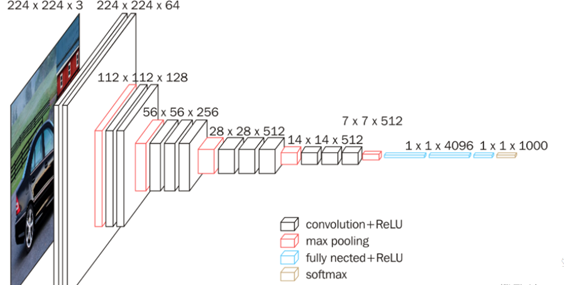 224 x 224 x 3
224 x 224 x 64
112 x 112 x 128
56 x 56 x 256
28 x 28 x 512
14 x 14 x 512
7 x 7 x 512
1 x 1 x 4096
1 x 1 x 1000
convolution+ReLU
max pooling
fully nected+ReLU
softmax